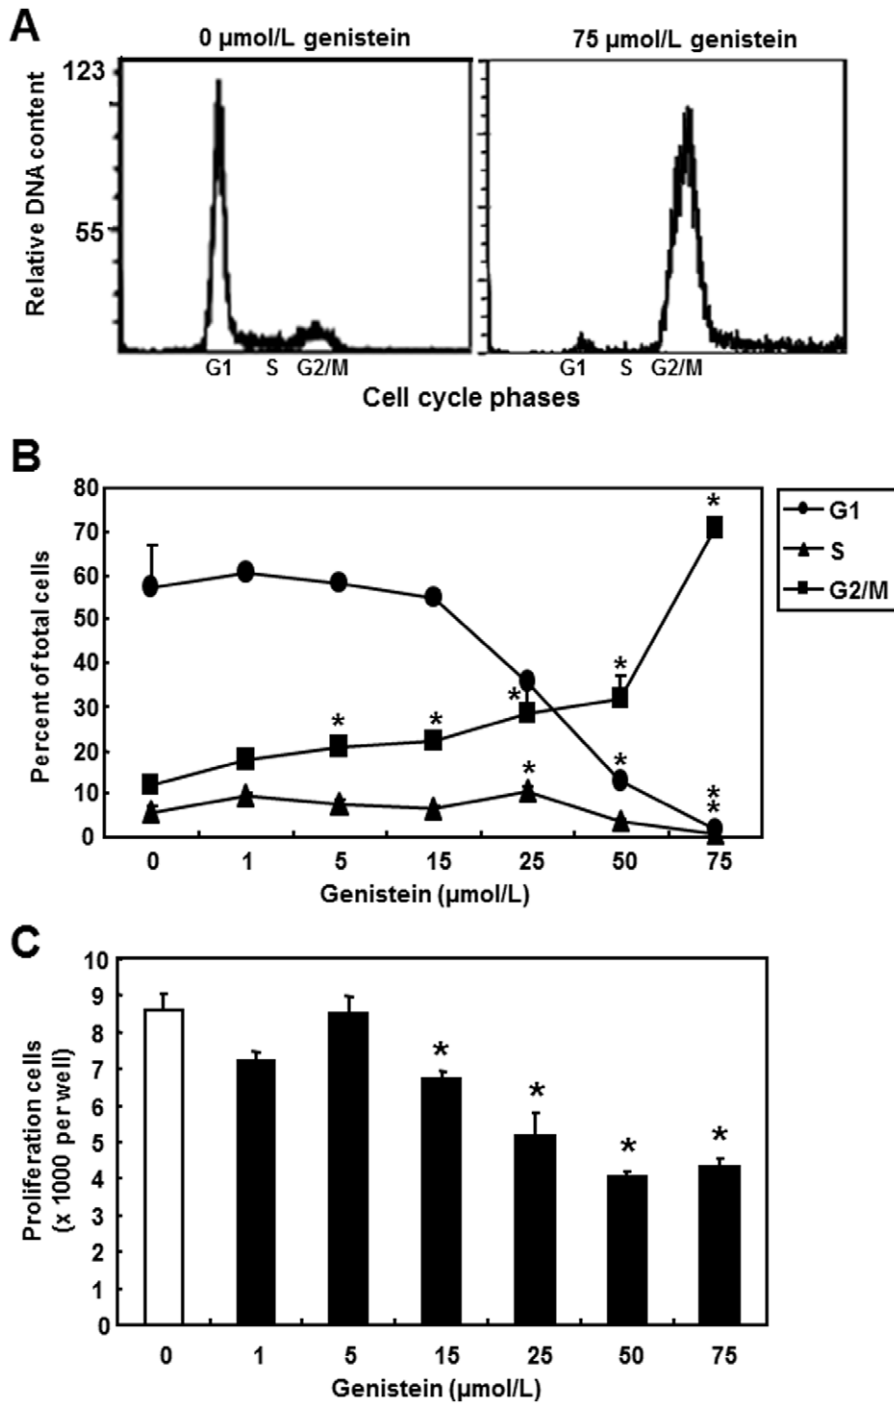 A
0 µmol/L genistein
75 µmol/L genistein
Relative DNA content
123
55
G1 S G2/M
G1 S G2/M
Cell cycle phases
B
Percent of total cells
80
70
60
50
40
30
20
10
0
* * * * * * * * *
G1
S
G2/M
0 1 5 15 25 50 75
Genistein (µmol/L)
C
Proliferation cells
(x 1000 per well)
10
9
8
7
6
5
4
3
2
1
0
* * * *
0 1 5 15 25 50 75
Genistein (µmol/L)